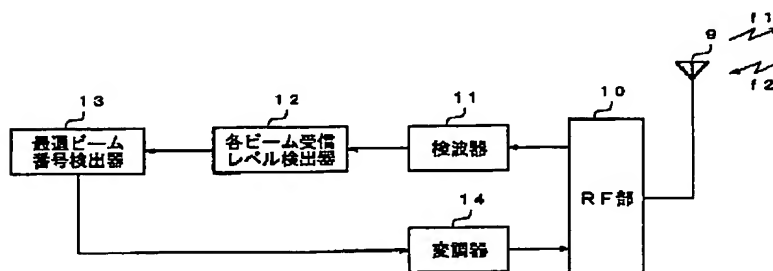 f1
9
f2
13
12
11
10
最適ビーム
番号検出器
各ビーム受信
レベル検出器
検波器
RF部
14
変調器